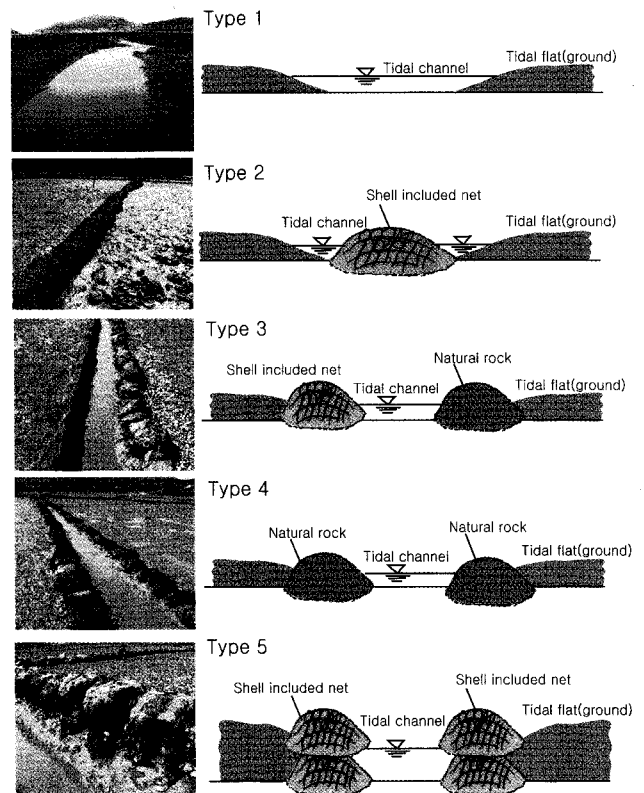 Type 1
Tidal flat(ground)
Tidal channel
Type 2
Shell included net
Tidal channel
Tidal flat(ground)
Type 3
Natural rock
Shell included net
Tidal channel
Tidal flat(ground)
Type 4
Natural rock
Natural rock
Tidal channel
Tidal flat(ground)
Type 5
Shell included net
Shell included net
Tidal channel
Tidal flat(ground)